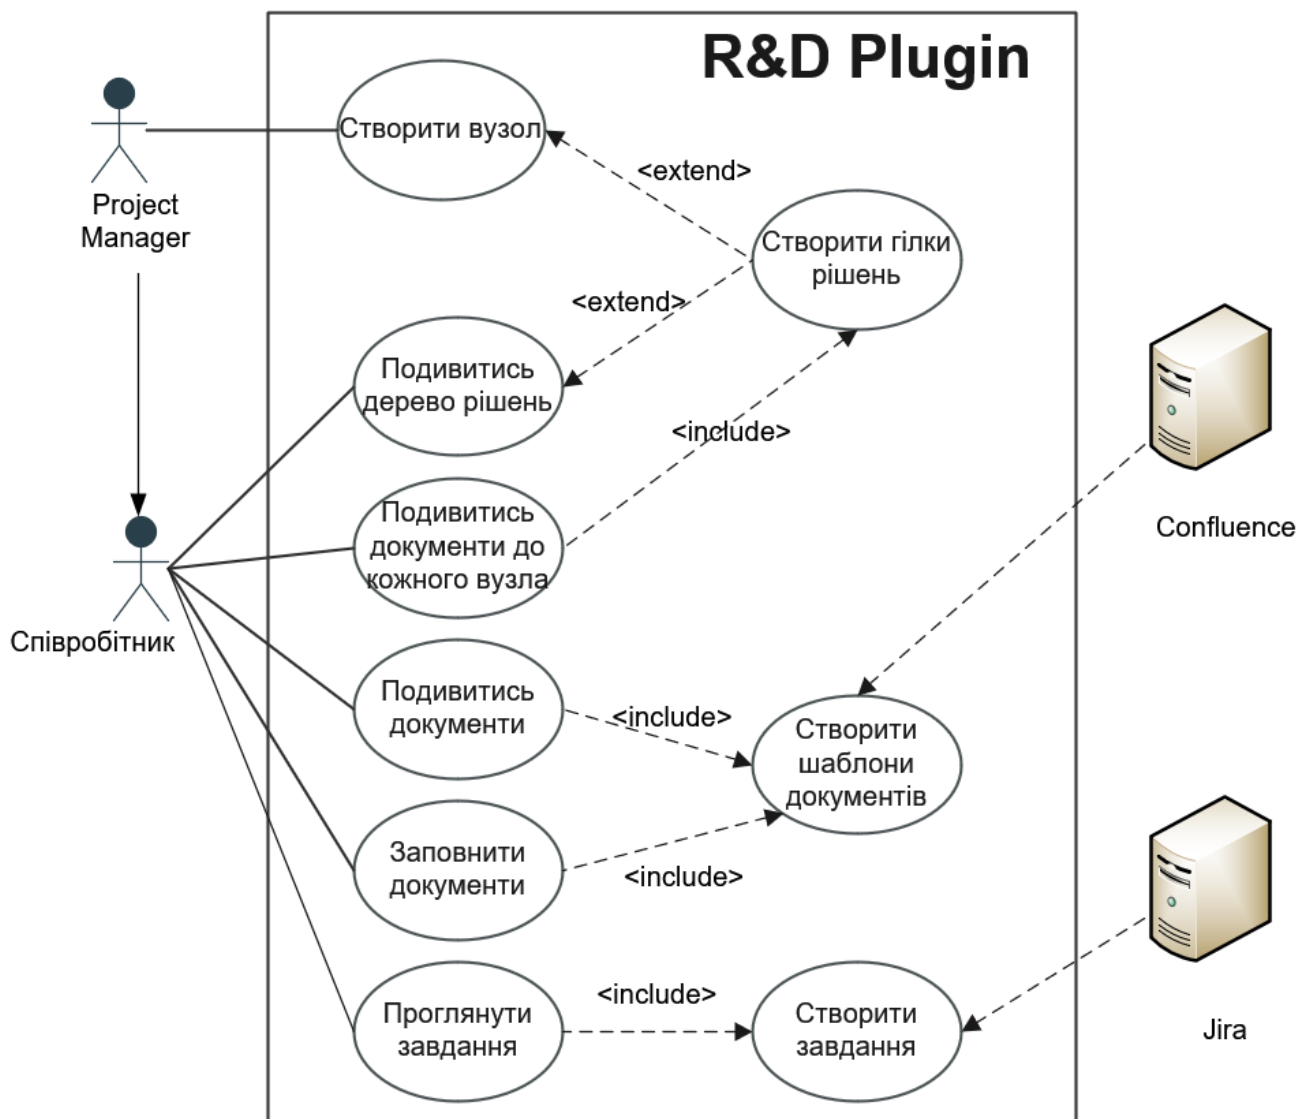 R&D Plugin
Створити вузол
<extend>
Project
Manager
Створити гілки
рішень
<extend>
Подивитись
дерево рішень
<include>
Подивитись
документи до
кожного вузла
Confluence
Співробітник
Подивитись
документи
<include>
Створити
шаблони
документів
Заповнити
документи
<include>
Проглянути
завдання
<include>
Створити
завдання
Jira